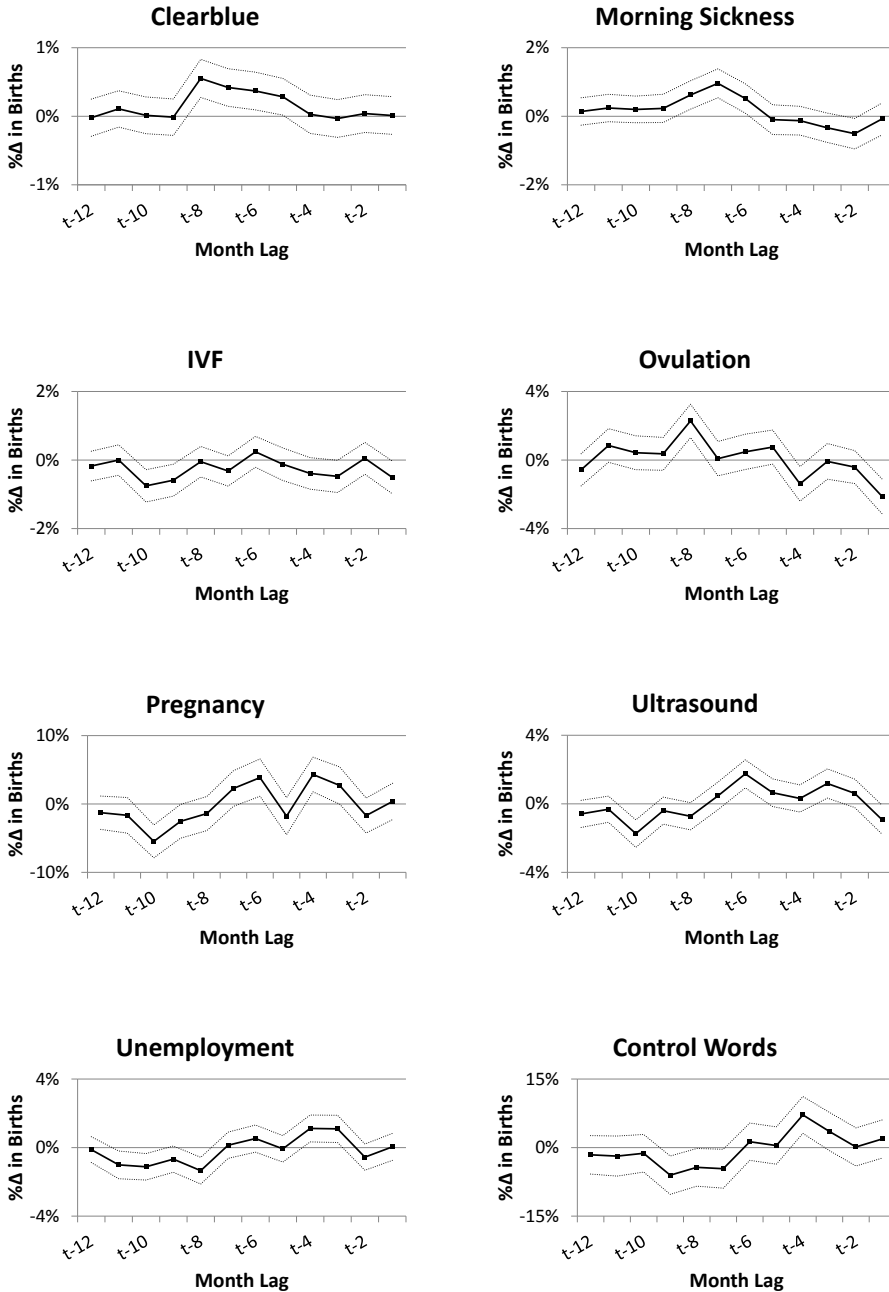 Clearblue
1%
0%
-1%
%Δ in Births
t-12
t-10
t-8
t-6
t-4
t-2
Month Lag
Morning Sickness
2%
0%
-2%
%Δ in Births
t-12
t-10
t-8
t-6
t-4
t-2
Month Lag
IVF
2%
0%
-2%
%Δ in Births
t-12
t-10
t-8
t-6
t-4
t-2
Month Lag
Ovulation
4%
0%
-4%
%Δ in Births
t-12
t-10
t-8
t-6
t-4
t-2
Month Lag
Pregnancy
10%
0%
-10%
%Δ in Births
t-12
t-10
t-8
t-6
t-4
t-2
Month Lag
Ultrasound
4%
0%
-4%
%Δ in Births
t-12
t-10
t-8
t-6
t-4
t-2
Month Lag
Unemployment
4%
0%
-4%
%Δ in Births
t-12
t-10
t-8
t-6
t-4
t-2
Month Lag
Control Words
15%
0%
-15%
%Δ in Births
t-12
t-10
t-8
t-6
t-4
t-2
Month Lag